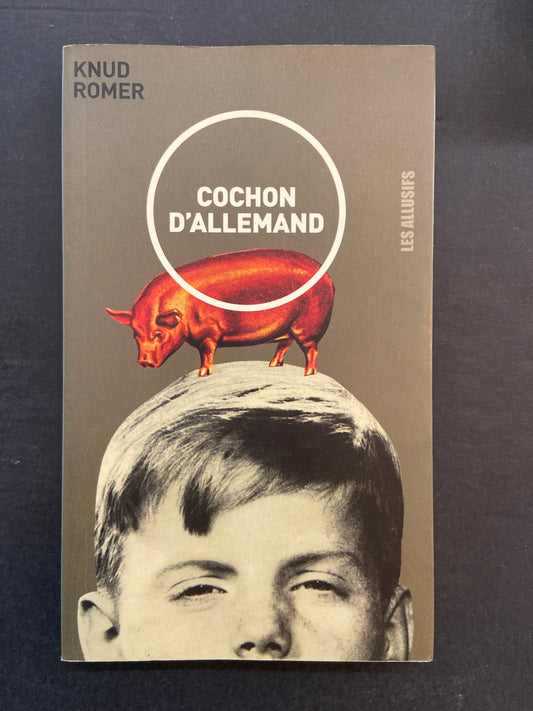 KNUD
ROMER
COCHON
D'ALLEMAND
LES ALLUSIFS